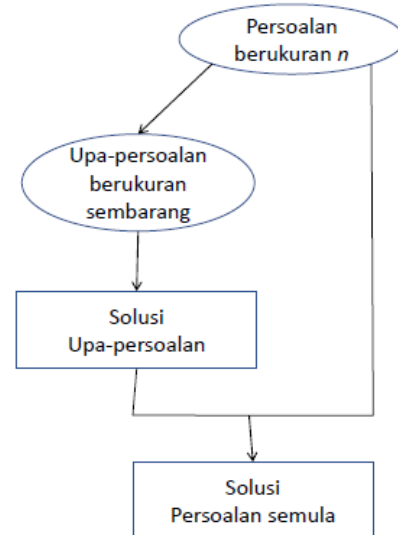 Persoalan
berukuran n
Upa-persoalan
berukuran
sembarang
Solusi
Upa-persoalan
Solusi
Persoalan semula